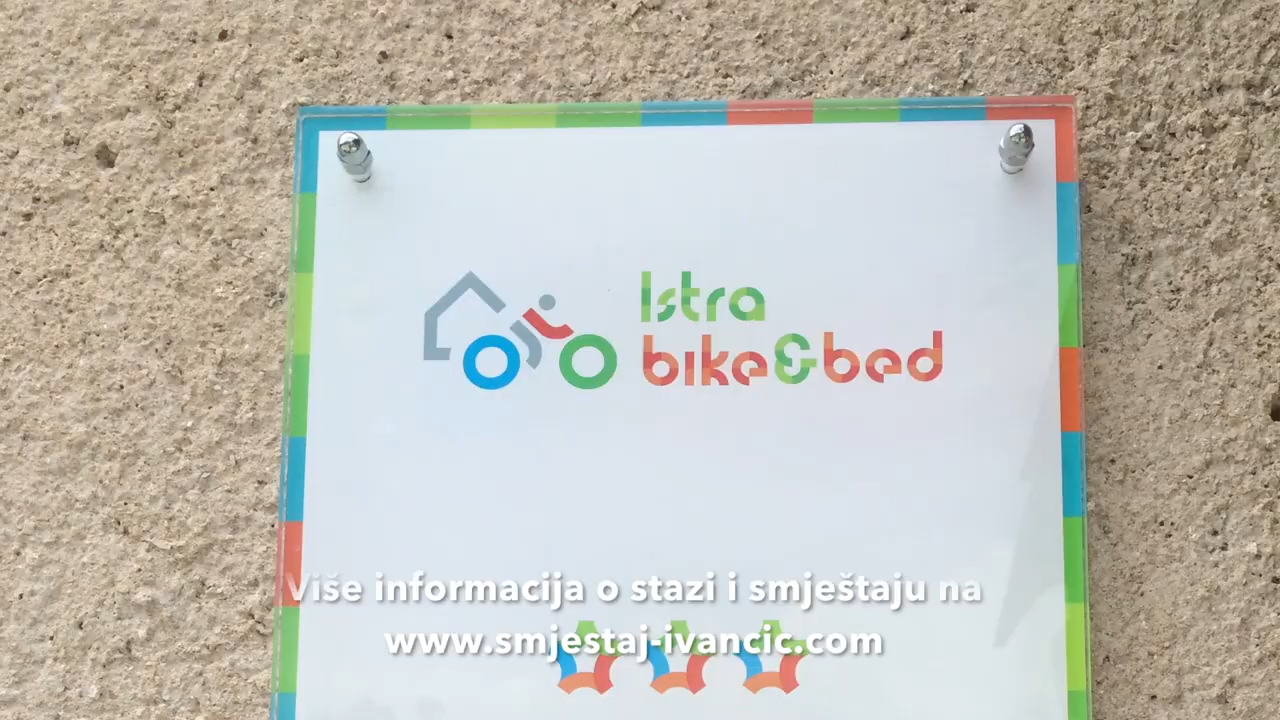 Istra
bike&bed
Više informacija o stazi i smještaju na
www.smjestaj-ivancic.com